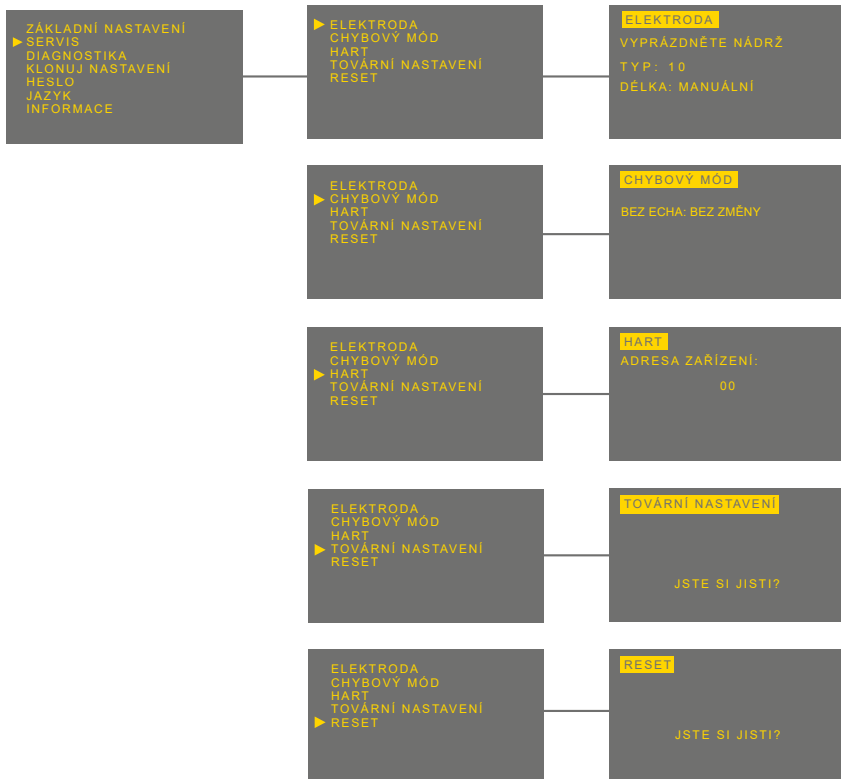 ZÁKLADNÍ NASTAVENÍ
SERVIS
DIAGNOSTIKA
KLONUJ NASTAVENÍ
HESLO
JAZYK
INFORMACE
ELEKTRODA
CHYBOVÝ MÓD
HART
TOVÁRNÍ NASTAVENÍ
RESET
ELEKTRODA
VYPRÁZDNĚTE NÁDRŽ
TYP: 10
DÉLKA: MANUÁLNÍ
ELEKTRODA
CHYBOVÝ MÓD
HART
TOVÁRNÍ NASTAVENÍ
RESET
CHYBOVÝ MÓD
BEZ ECHA: BEZ ZMĚNY
ELEKTRODA
CHYBOVÝ MÓD
HART
TOVÁRNÍ NASTAVENÍ
RESET
HART
ADRESA ZAŘÍZENÍ:
00
ELEKTRODA
CHYBOVÝ MÓD
HART
TOVÁRNÍ NASTAVENÍ
RESET
TOVÁRNÍ NASTAVENÍ
JSTE SI JISTI?
ELEKTRODA
CHYBOVÝ MÓD
HART
TOVÁRNÍ NASTAVENÍ
RESET
RESET
JSTE SI JISTI?